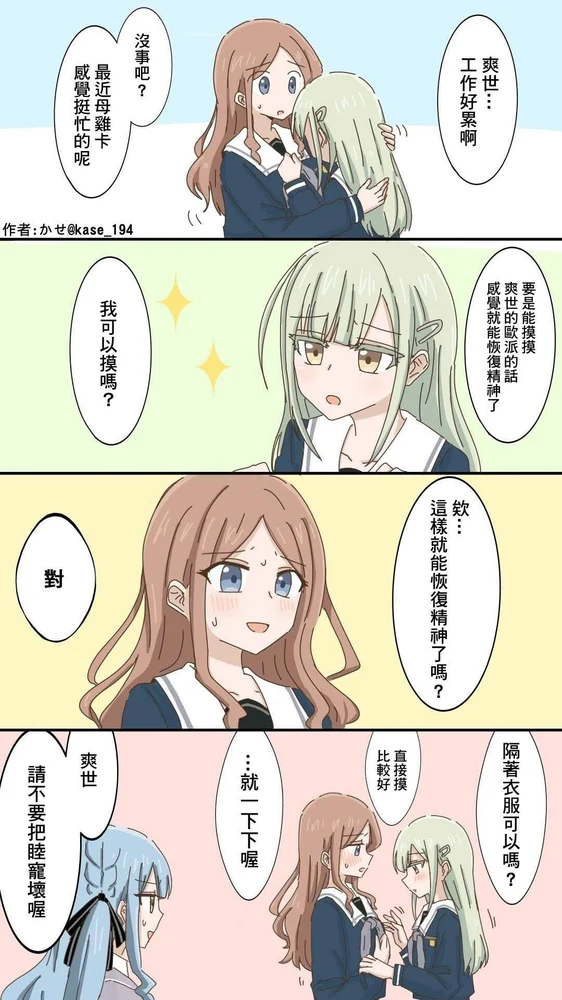 爽世…
工作好累啊
沒事吧？
最近母雞卡
感覺挺忙的呢
作者:かせ@kase_194
要是能摸摸
爽世的歐派的話
感覺就能恢復精神了
我可以摸嗎？
欸…
這樣就能恢復精神了嗎？
對
隔著衣服可以嗎？
直接摸
比較好
…就一下下喔
爽世
請不要把睦寵壞喔